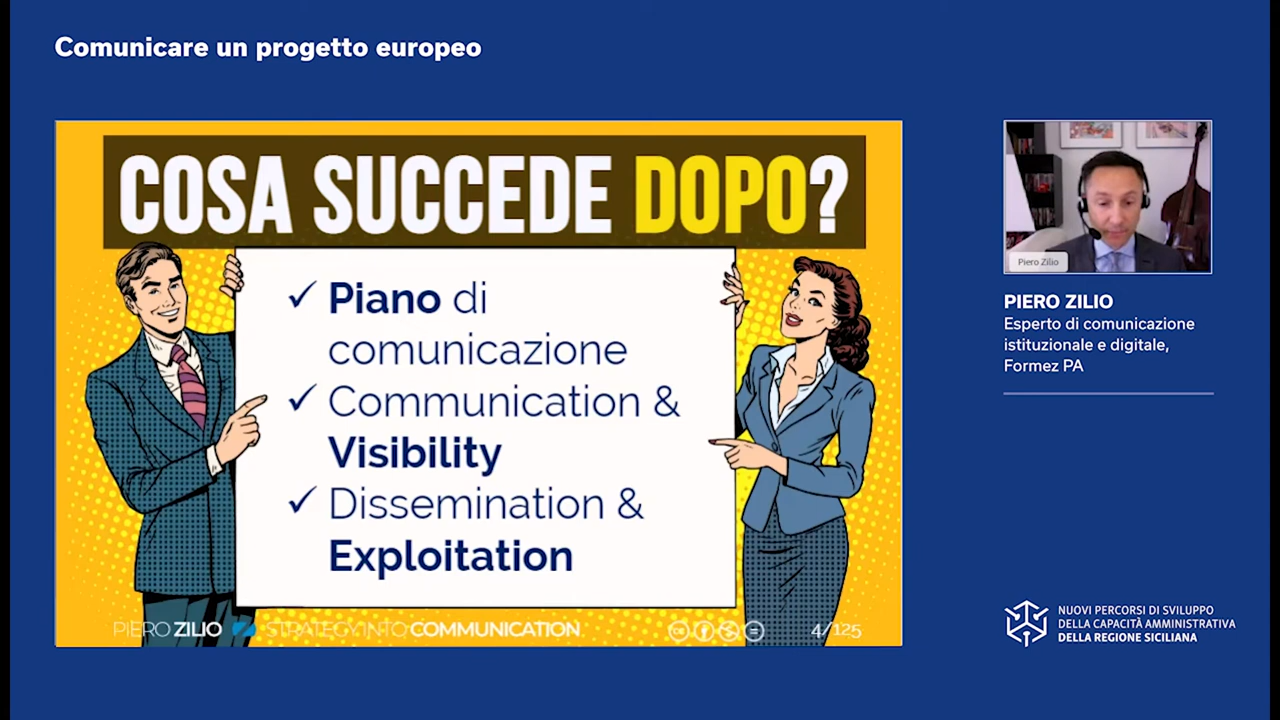 Comunicare un progetto europeo
COSA SUCCEDE DOPO?
✓ Piano di
comunicazione
✓ Communication &
Visibility
✓ Dissemination &
Exploitation
PIERO ZILIO STRATEGY INTO COMMUNICATION
4/125
Piero Zilio
PIERO ZILIO
Esperto di comunicazione
istituzionale e digitale,
Formez PA
NUOVI PERCORSI DI SVILUPPO
DELLA CAPACITÀ AMMINISTRATIVA
DELLA REGIONE SICILIANA